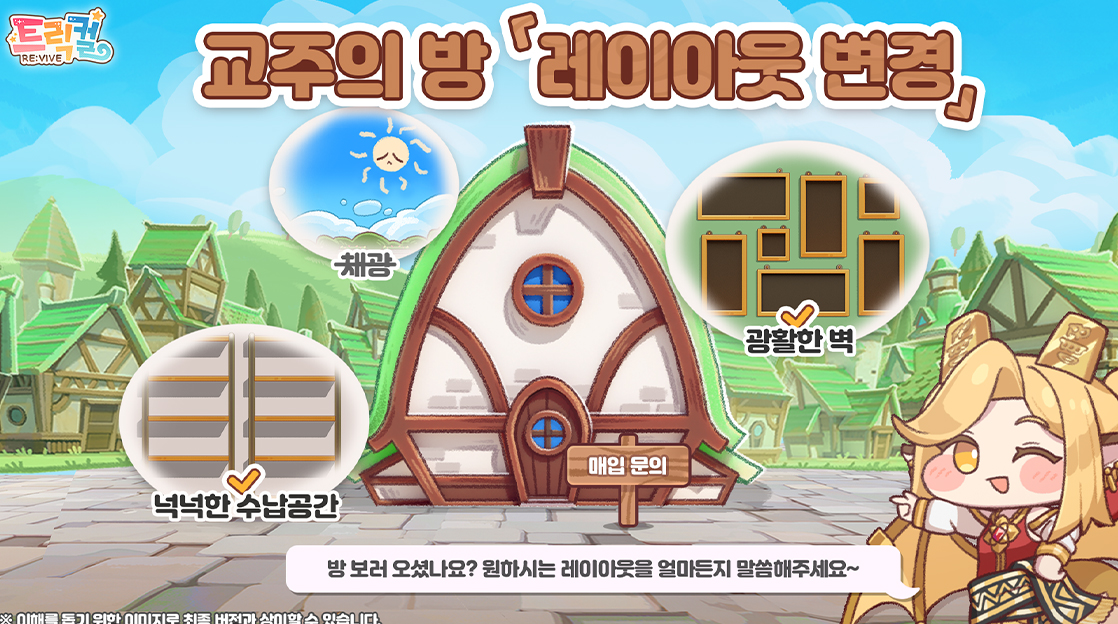 트릭컬
RE:VIVE
교주의 방 「레이아웃 변경」
채광
광활한 벽
넉넉한 수납공간
매입 문의
방 보러 오셨나요? 원하시는 레이아웃을 얼마든지 말씀해주세요~
※ 이해를 돕기 위한 이미지로 최종 버전과 상이할 수 있습니다.